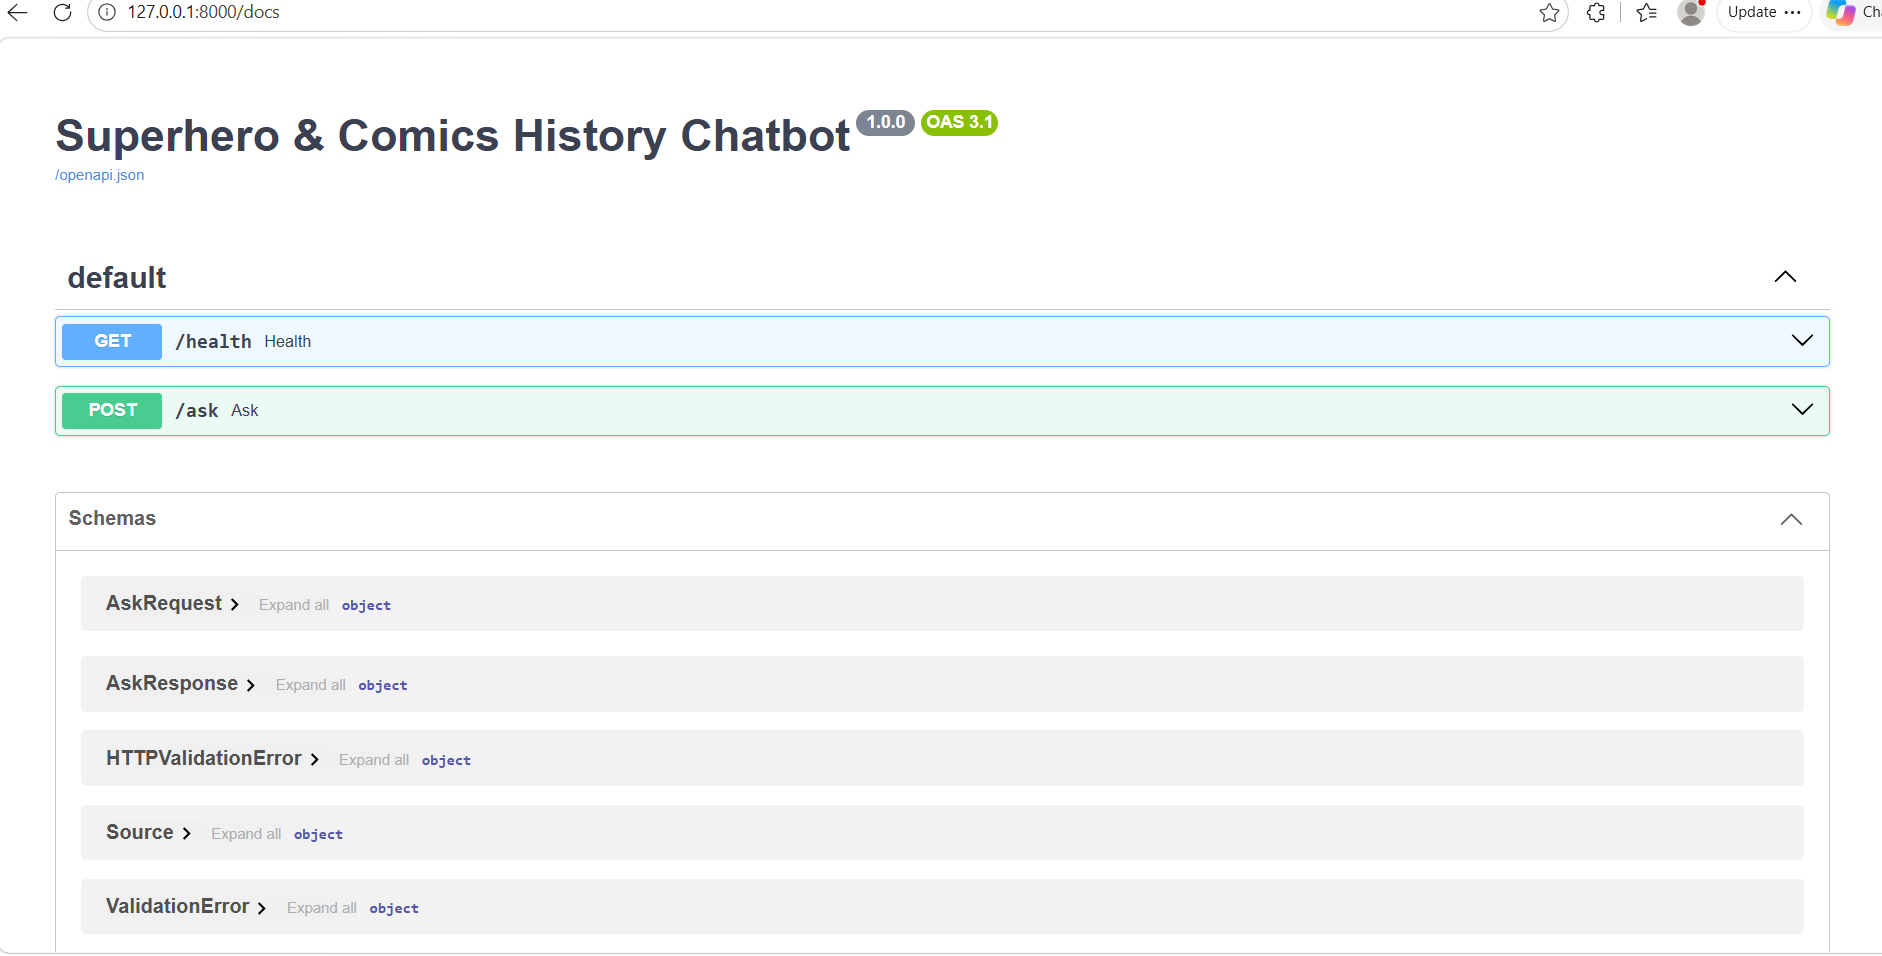 127.0.0.1:8000/docs
Update
Superhero & Comics History Chatbot 1.0.0 OAS 3.1
/openapi.json
default
GET /health Health
POST /ask Ask
Schemas
AskRequest Expand all object
AskResponse Expand all object
HTTPValidationError Expand all object
Source Expand all object
ValidationError Expand all object